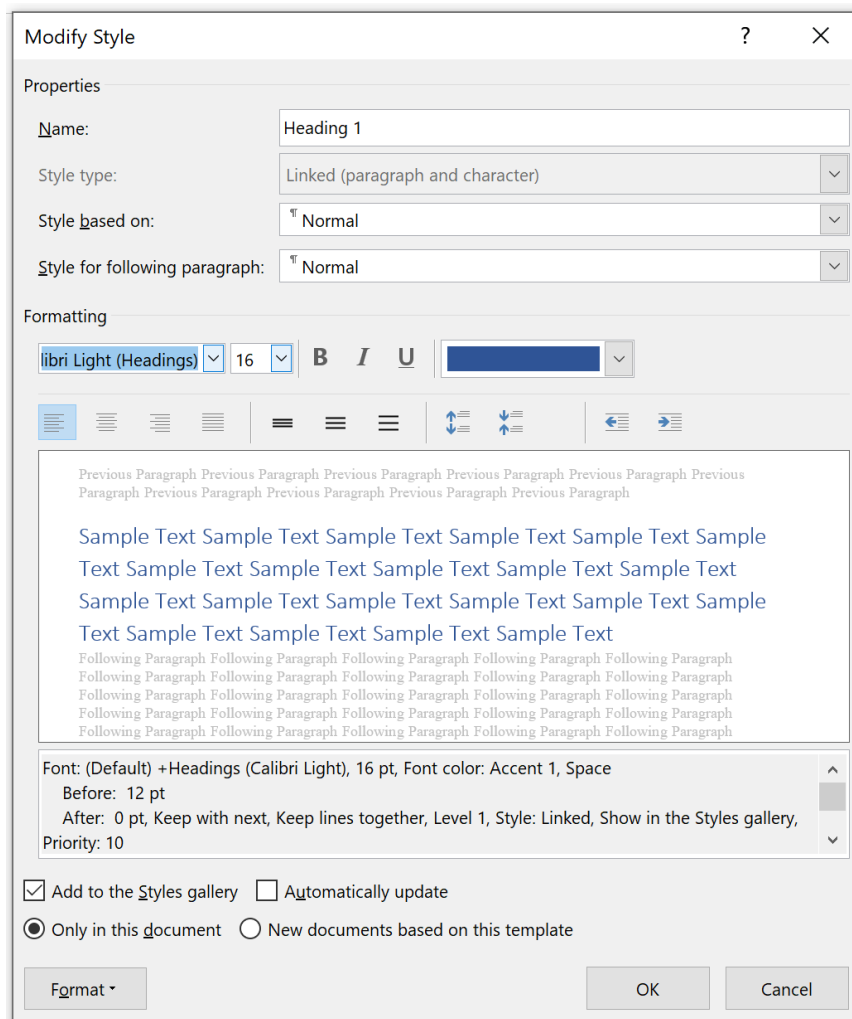 Modify Style ? ×
Properties
Name: Heading 1
Style type: Linked (paragraph and character)
Style based on: ¶ Normal
Style for following paragraph: ¶ Normal
Formatting
libri Light (Headings) 16 B I U
Previous Paragraph Previous Paragraph Previous Paragraph Previous Paragraph Previous Paragraph Previous
Paragraph Previous Paragraph Previous Paragraph Previous Paragraph Previous Paragraph
Sample Text Sample Text Sample Text Sample Text Sample Text Sample
Text Sample Text Sample Text Sample Text Sample Text Sample Text
Sample Text Sample Text Sample Text Sample Text Sample Text Sample
Text Sample Text Sample Text Sample Text Sample Text
Following Paragraph Following Paragraph Following Paragraph Following Paragraph Following Paragraph
Following Paragraph Following Paragraph Following Paragraph Following Paragraph Following Paragraph
Following Paragraph Following Paragraph Following Paragraph Following Paragraph Following Paragraph
Following Paragraph Following Paragraph Following Paragraph Following Paragraph Following Paragraph
Following Paragraph Following Paragraph Following Paragraph Following Paragraph Following Paragraph
Font: (Default) +Headings (Calibri Light), 16 pt, Font color: Accent 1, Space
Before: 12 pt
After: 0 pt, Keep with next, Keep lines together, Level 1, Style: Linked, Show in the Styles gallery,
Priority: 10
Add to the Styles gallery Automatically update
Only in this document New documents based on this template
Format OK Cancel